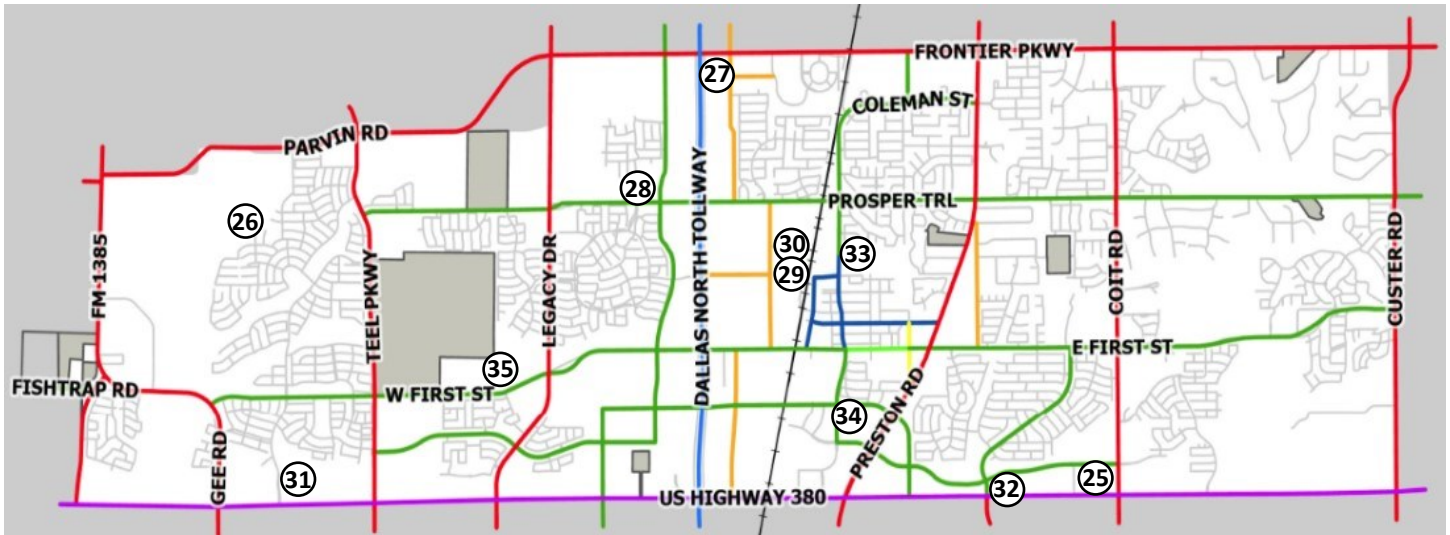 FRONTIER PKWY
27
COLEMAN ST
PARVIN RD
28
PROSPER TRL
26
30
33
29
FM 1385
TEEL PKWY
LEGACY DR
DALLAS NORTH TOLLWAY
COIT RD
CUSTER RD
E FIRST ST
35
FISHTRAP RD
W FIRST ST
34
PRESTON RD
GEE RD
31
25
32
US HIGHWAY 380